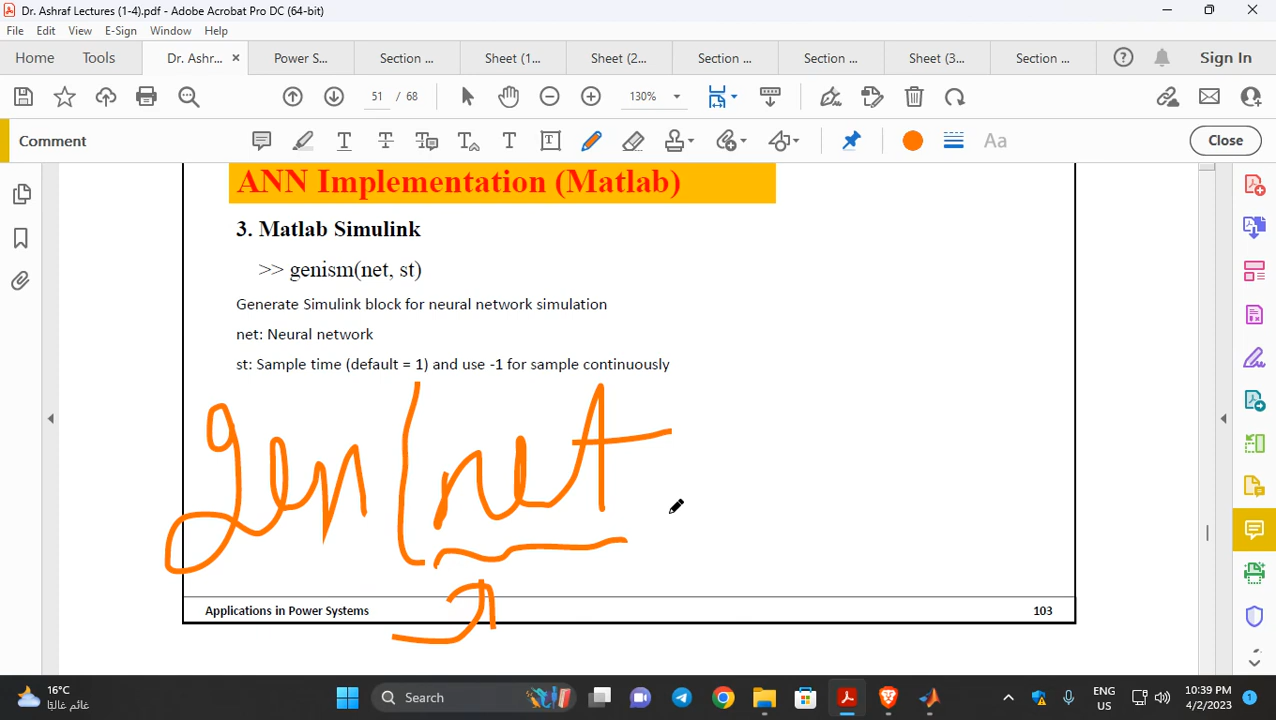 Dr. Ashraf Lectures (1-4).pdf - Adobe Acrobat Pro DC (64-bit)
File Edit View E-Sign Window Help
Home Tools Dr. Ashr... × Power S... Section ... Sheet (1... Sheet (2... Section ... Section ... Sheet (3... Section ... Sign In
51 / 68 130%
Comment Aa Close
ANN Implementation (Matlab)
3. Matlab Simulink
>> genism(net, st)
Generate Simulink block for neural network simulation
net: Neural network
st: Sample time (default = 1) and use -1 for sample continuously
gen(net
Applications in Power Systems 103
16°C
غائم غالبًا
Search
ENG
US
10:39 PM
4/2/2023
1